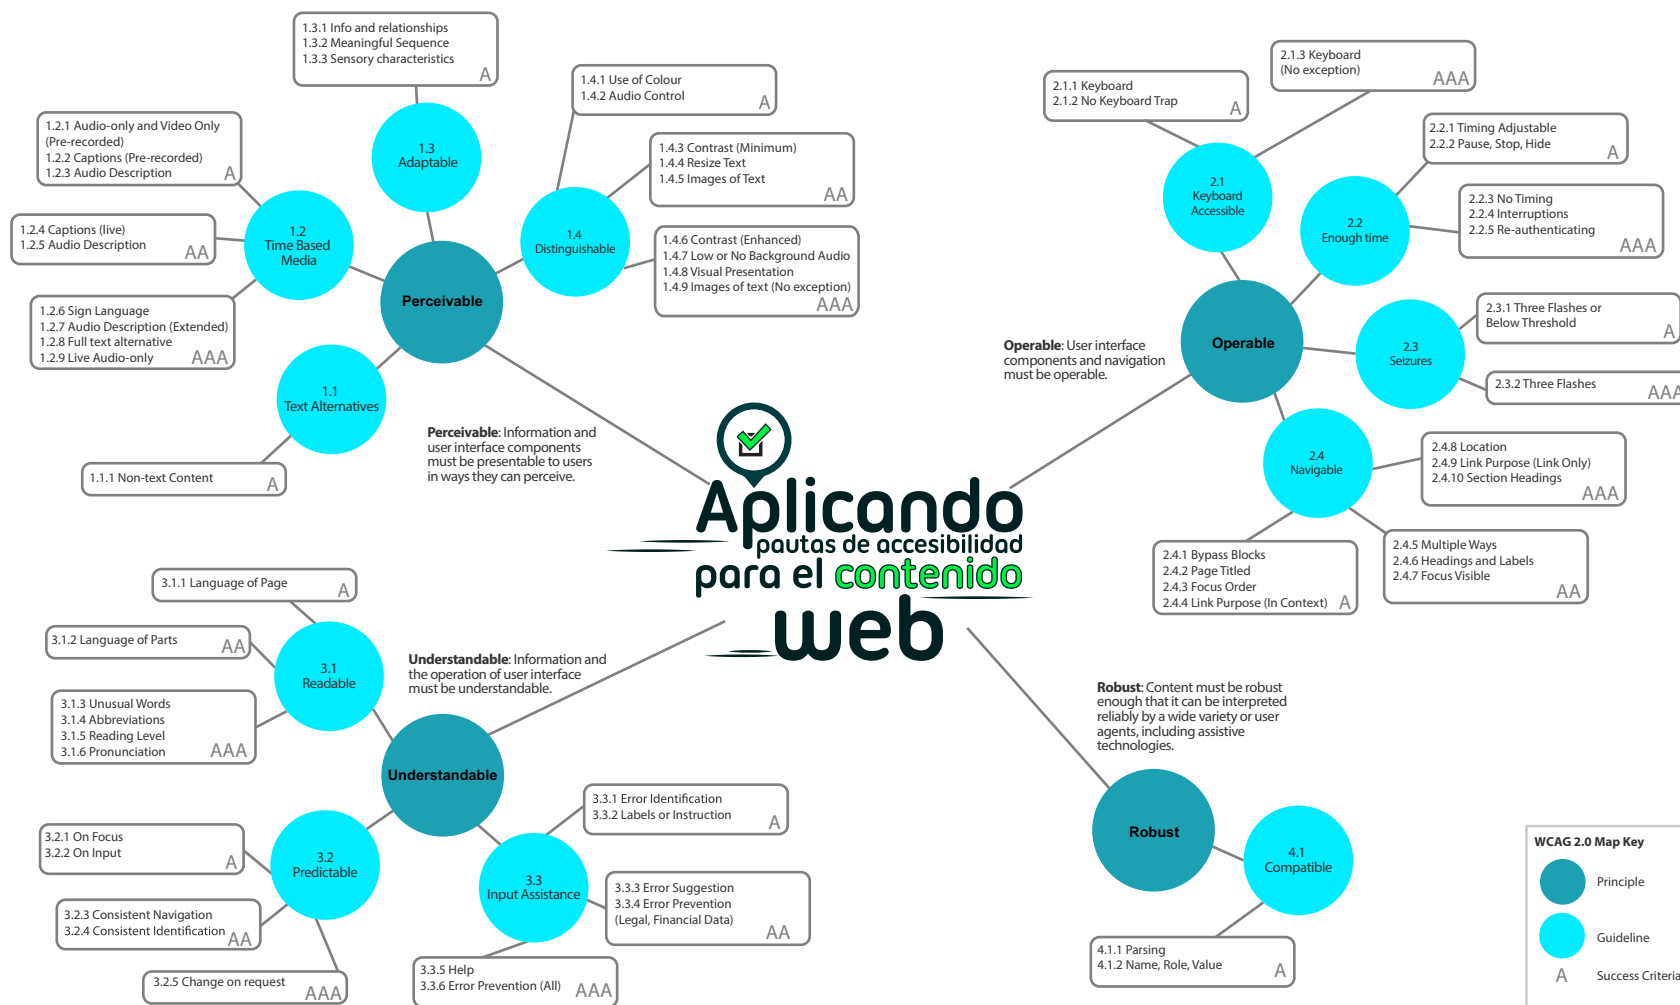 1.3.1 Info and relationships
1.3.2 Meaningful Sequence
1.3.3 Sensory characteristics
A
1.4.1 Use of Colour
1.4.2 Audio Control
A
1.2.1 Audio-only and Video Only
(Pre-recorded)
1.2.2 Captions (Pre-recorded)
1.2.3 Audio Description
A
1.3
Adaptable
1.4.3 Contrast (Minimum)
1.4.4 Resize Text
1.4.5 Images of Text
AA
1.2.4 Captions (live)
1.2.5 Audio Description
AA
1.2
Time Based
Media
1.4
Distinguishable
1.4.6 Contrast (Enhanced)
1.4.7 Low or No Background Audio
1.4.8 Visual Presentation
1.4.9 Images of text (No exception)
AAA
1.2.6 Sign Language
1.2.7 Audio Description (Extended)
1.2.8 Full text alternative
1.2.9 Live Audio-only
AAA
Perceivable
1.1
Text Alternatives
1.1.1 Non-text Content
A
Perceivable: Information and
user interface components
must be presentable to users
in ways they can perceive.
2.1.1 Keyboard
2.1.2 No Keyboard Trap
A
2.1.3 Keyboard
(No exception)
AAA
2.2.1 Timing Adjustable
2.2.2 Pause, Stop, Hide
A
2.1
Keyboard
Accessible
2.2
Enough time
2.2.3 No Timing
2.2.4 Interruptions
2.2.5 Re-authenticating
AAA
Operable: User interface
components and navigation
must be operable.
Operable
2.3
Seizures
2.3.1 Three Flashes or
Below Threshold
A
2.3.2 Three Flashes
AAA
2.4
Navigable
2.4.8 Location
2.4.9 Link Purpose (Link Only)
2.4.10 Section Headings
AAA
2.4.1 Bypass Blocks
2.4.2 Page Titled
2.4.3 Focus Order
2.4.4 Link Purpose (In Context)
A
2.4.5 Multiple Ways
2.4.6 Headings and Labels
2.4.7 Focus Visible
AA
Aplicando
pautas de accesibilidad
para el contenido
web
3.1.1 Language of Page
A
3.1.2 Language of Parts
AA
3.1
Readable
3.1.3 Unusual Words
3.1.4 Abbreviations
3.1.5 Reading Level
3.1.6 Pronunciation
AAA
Understandable: Information and
the operation of user interface
must be understandable.
Understandable
3.2.1 On Focus
3.2.2 On Input
A
3.2
Predictable
3.2.3 Consistent Navigation
3.2.4 Consistent Identification
AA
3.2.5 Change on request
AAA
3.3.1 Error Identification
3.3.2 Labels or Instruction
A
3.3
Input Assistance
3.3.3 Error Suggestion
3.3.4 Error Prevention
(Legal, Financial Data)
AA
3.3.5 Help
3.3.6 Error Prevention (All)
AAA
Robust: Content must be robust
enough that it can be interpreted
reliably by a wide variety or user
agents, including assistive
technologies.
Robust
4.1
Compatible
4.1.1 Parsing
4.1.2 Name, Role, Value
A
WCAG 2.0 Map Key
Principle
Guideline
A Success Criteria